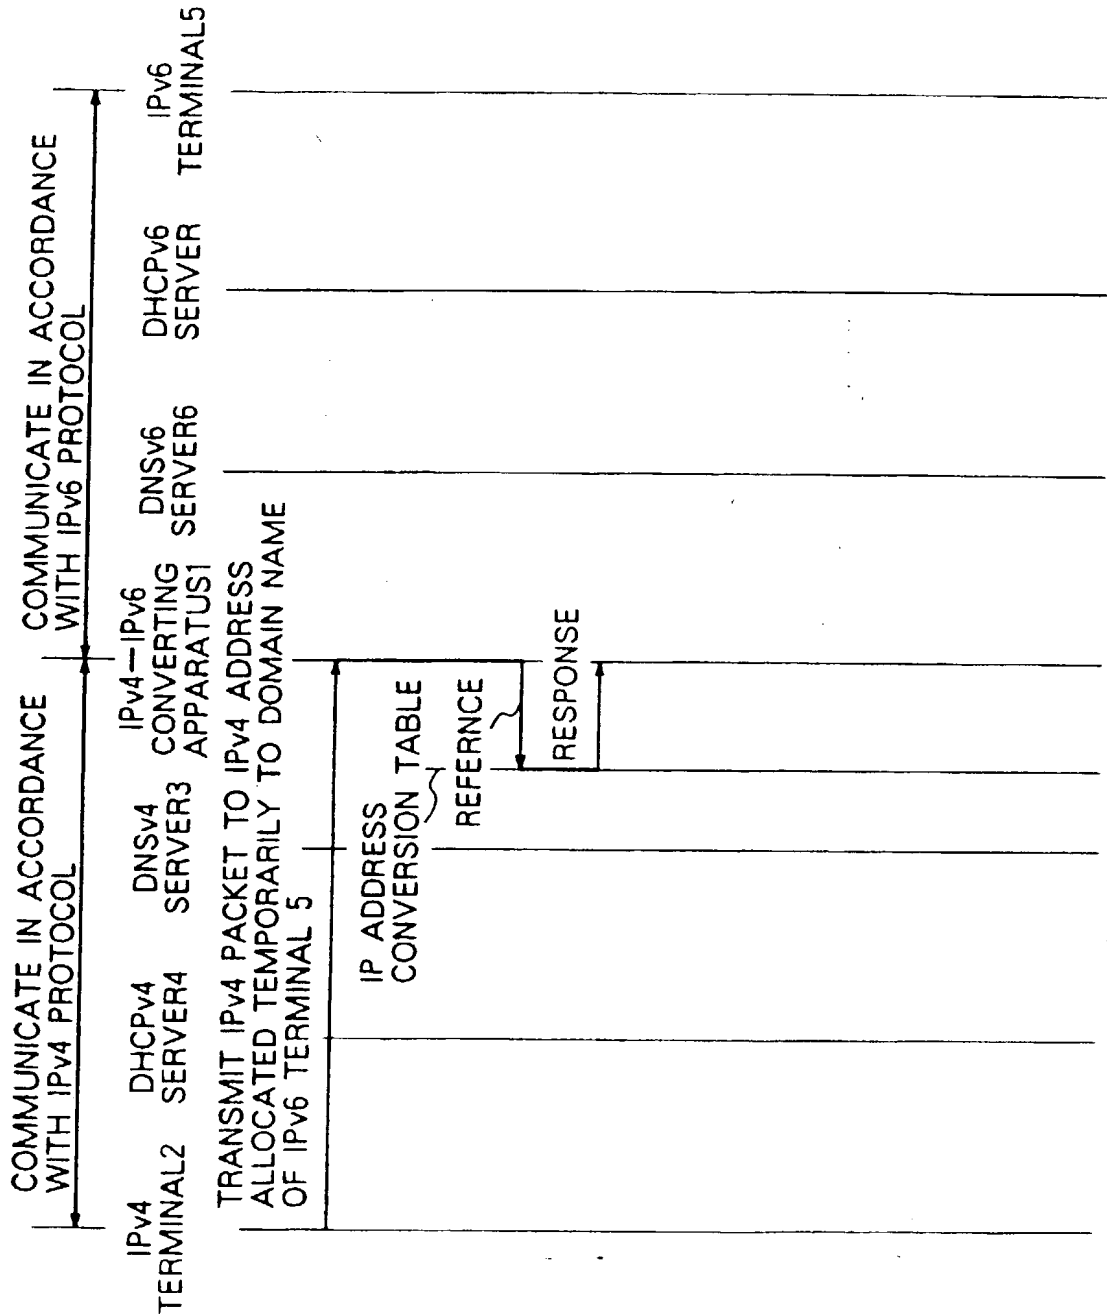 COMMUNICATE IN ACCORDANCE
WITH IPv4 PROTOCOL
COMMUNICATE IN ACCORDANCE
WITH IPv6 PROTOCOL
IPv4
TERMINAL2
DHCPv4
SERVER4
DNSv4
SERVER3
IPv4—IPv6
CONVERTING
APPARATUS1
DNSv6
SERVER6
DHCPv6
SERVER
IPv6
TERMINAL5
TRANSMIT IPv4 PACKET TO IPv4 ADDRESS
ALLOCATED TEMPORARILY TO DOMAIN NAME
OF IPv6 TERMINAL 5
IP ADDRESS
CONVERSION TABLE
REFERNCE
RESPONSE